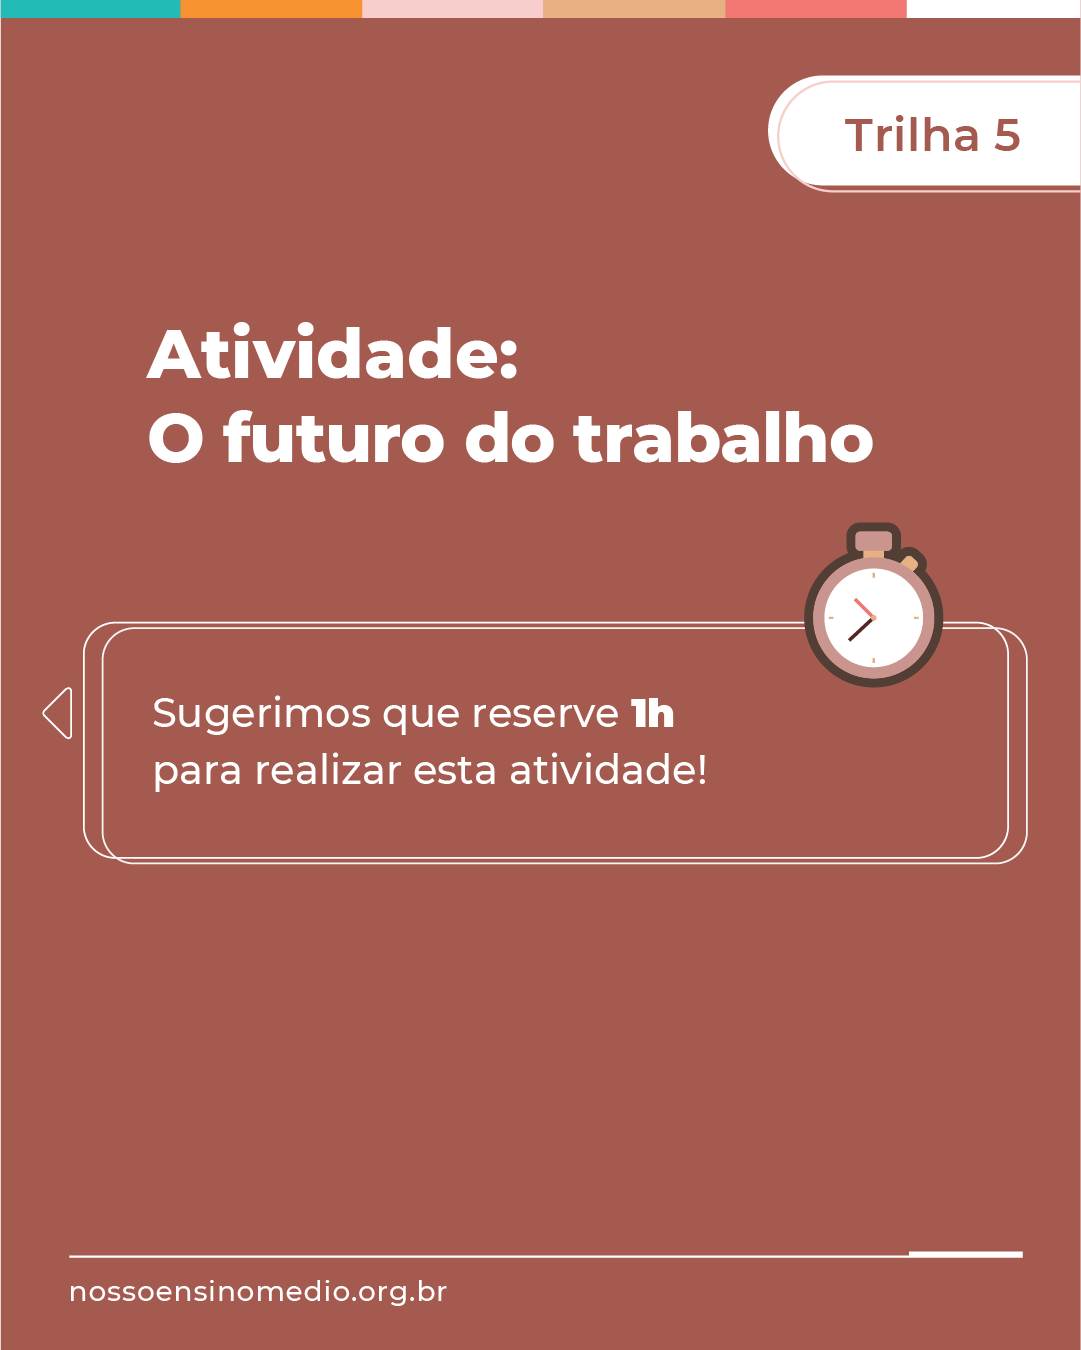 Trilha 5
Atividade:
O futuro do trabalho
Sugerimos que reserve 1h
para realizar esta atividade!
nossoensinomedio.org.br